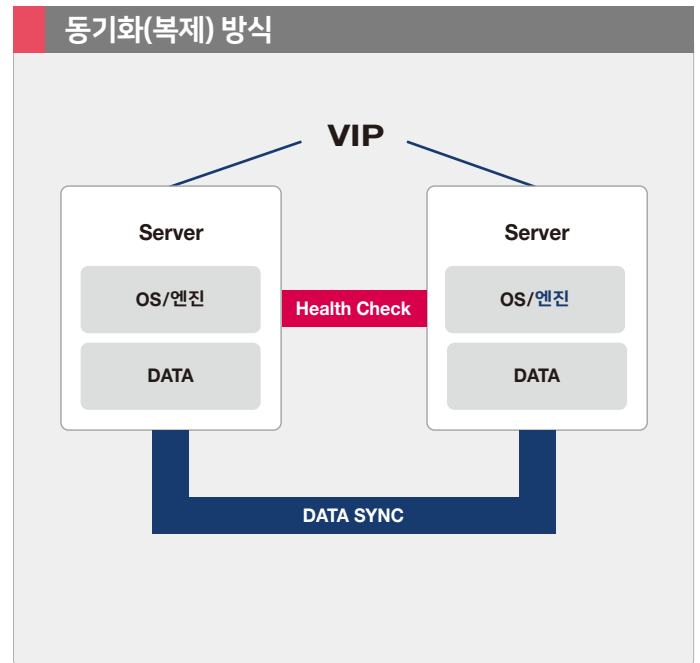 동기화(복제) 방식
VIP
Server
Server
OS/엔진
Health Check
OS/엔진
DATA
DATA
DATA SYNC